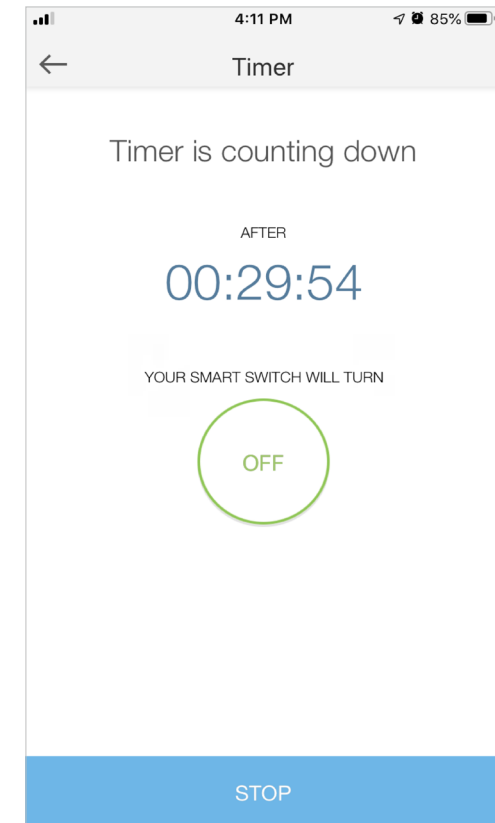 4:11 PM 85%
Timer
Timer is counting down
AFTER
00:29:54
YOUR SMART SWITCH WILL TURN
OFF
STOP